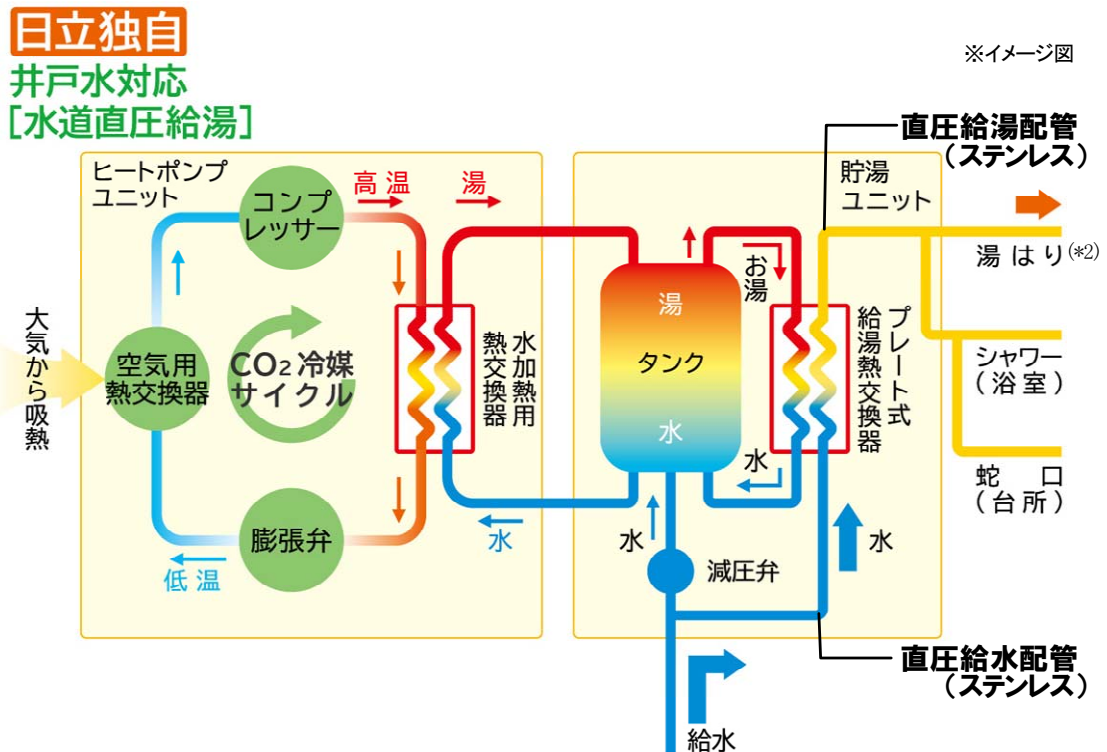 日立独自
井戸水対応
[水道直圧給湯]
※イメージ図
直圧給湯配管
(ステンレス)
ヒートポンプ
ユニット
コンプ
レッサー
高温
湯
貯湯
ユニット
湯はり(*2)
お湯
大気から吸熱
空気用
熱交換器
CO2冷媒
サイクル
水加熱用
熱交換器
湯
タンク
水
プレート式
給湯熱交換器
シャワー
(浴室)
蛇口
(台所)
水
膨張弁
低温
水
水
減圧弁
水
直圧給水配管
(ステンレス)
給水